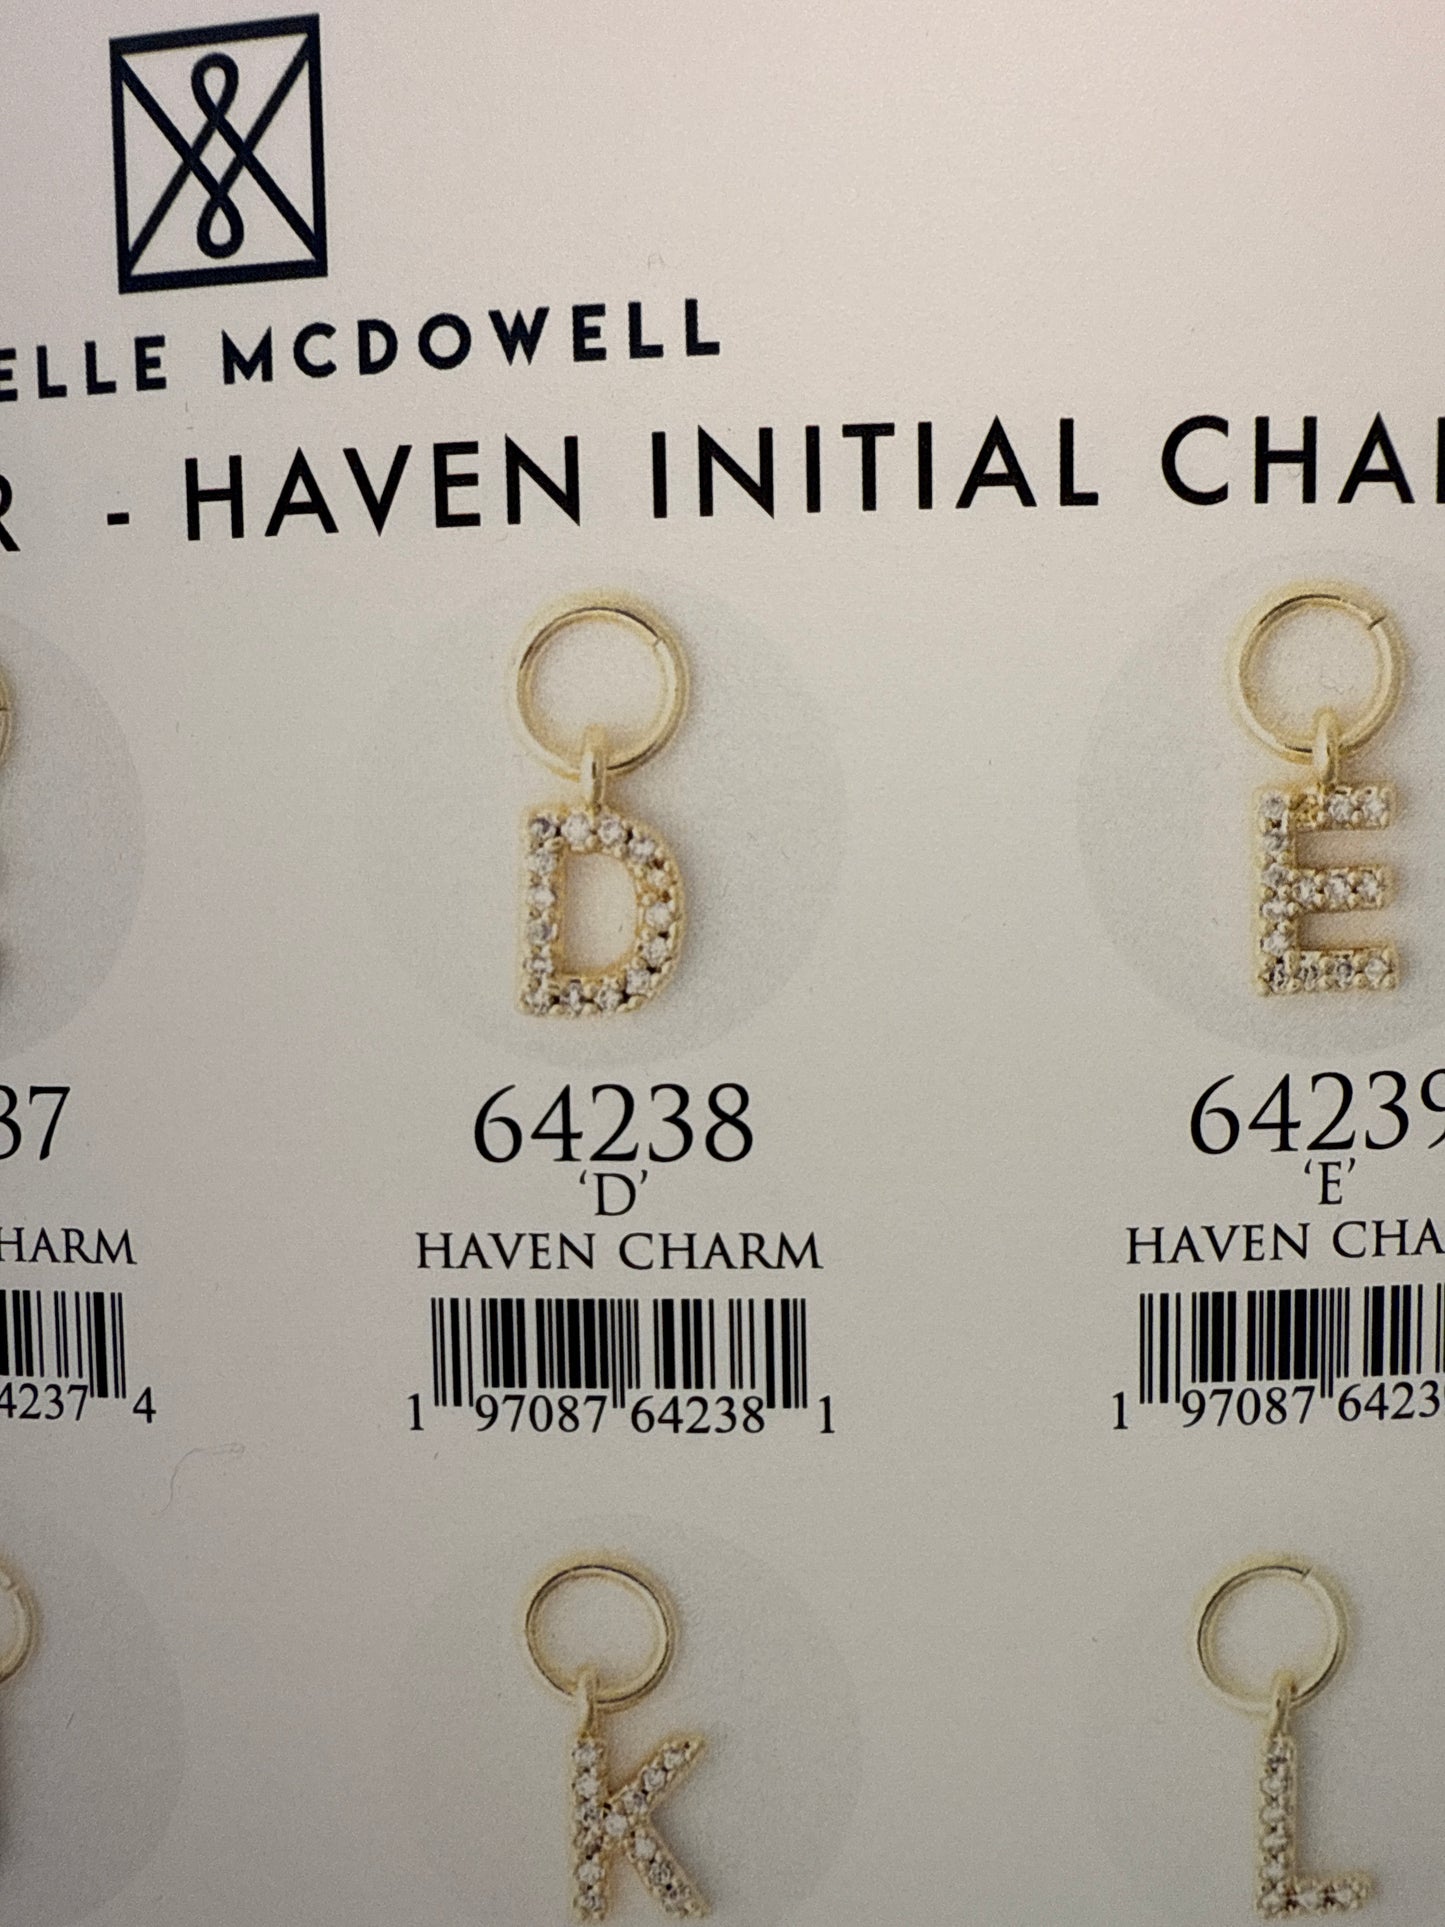 ELLE MCDOWELL
R - HAVEN INITIAL CHA
37 64238 64239
'D' 'E'
HARM HAVEN CHARM HAVEN CHA
4237 4 1 97087 64238 1 1 97087 6423
D E
K L